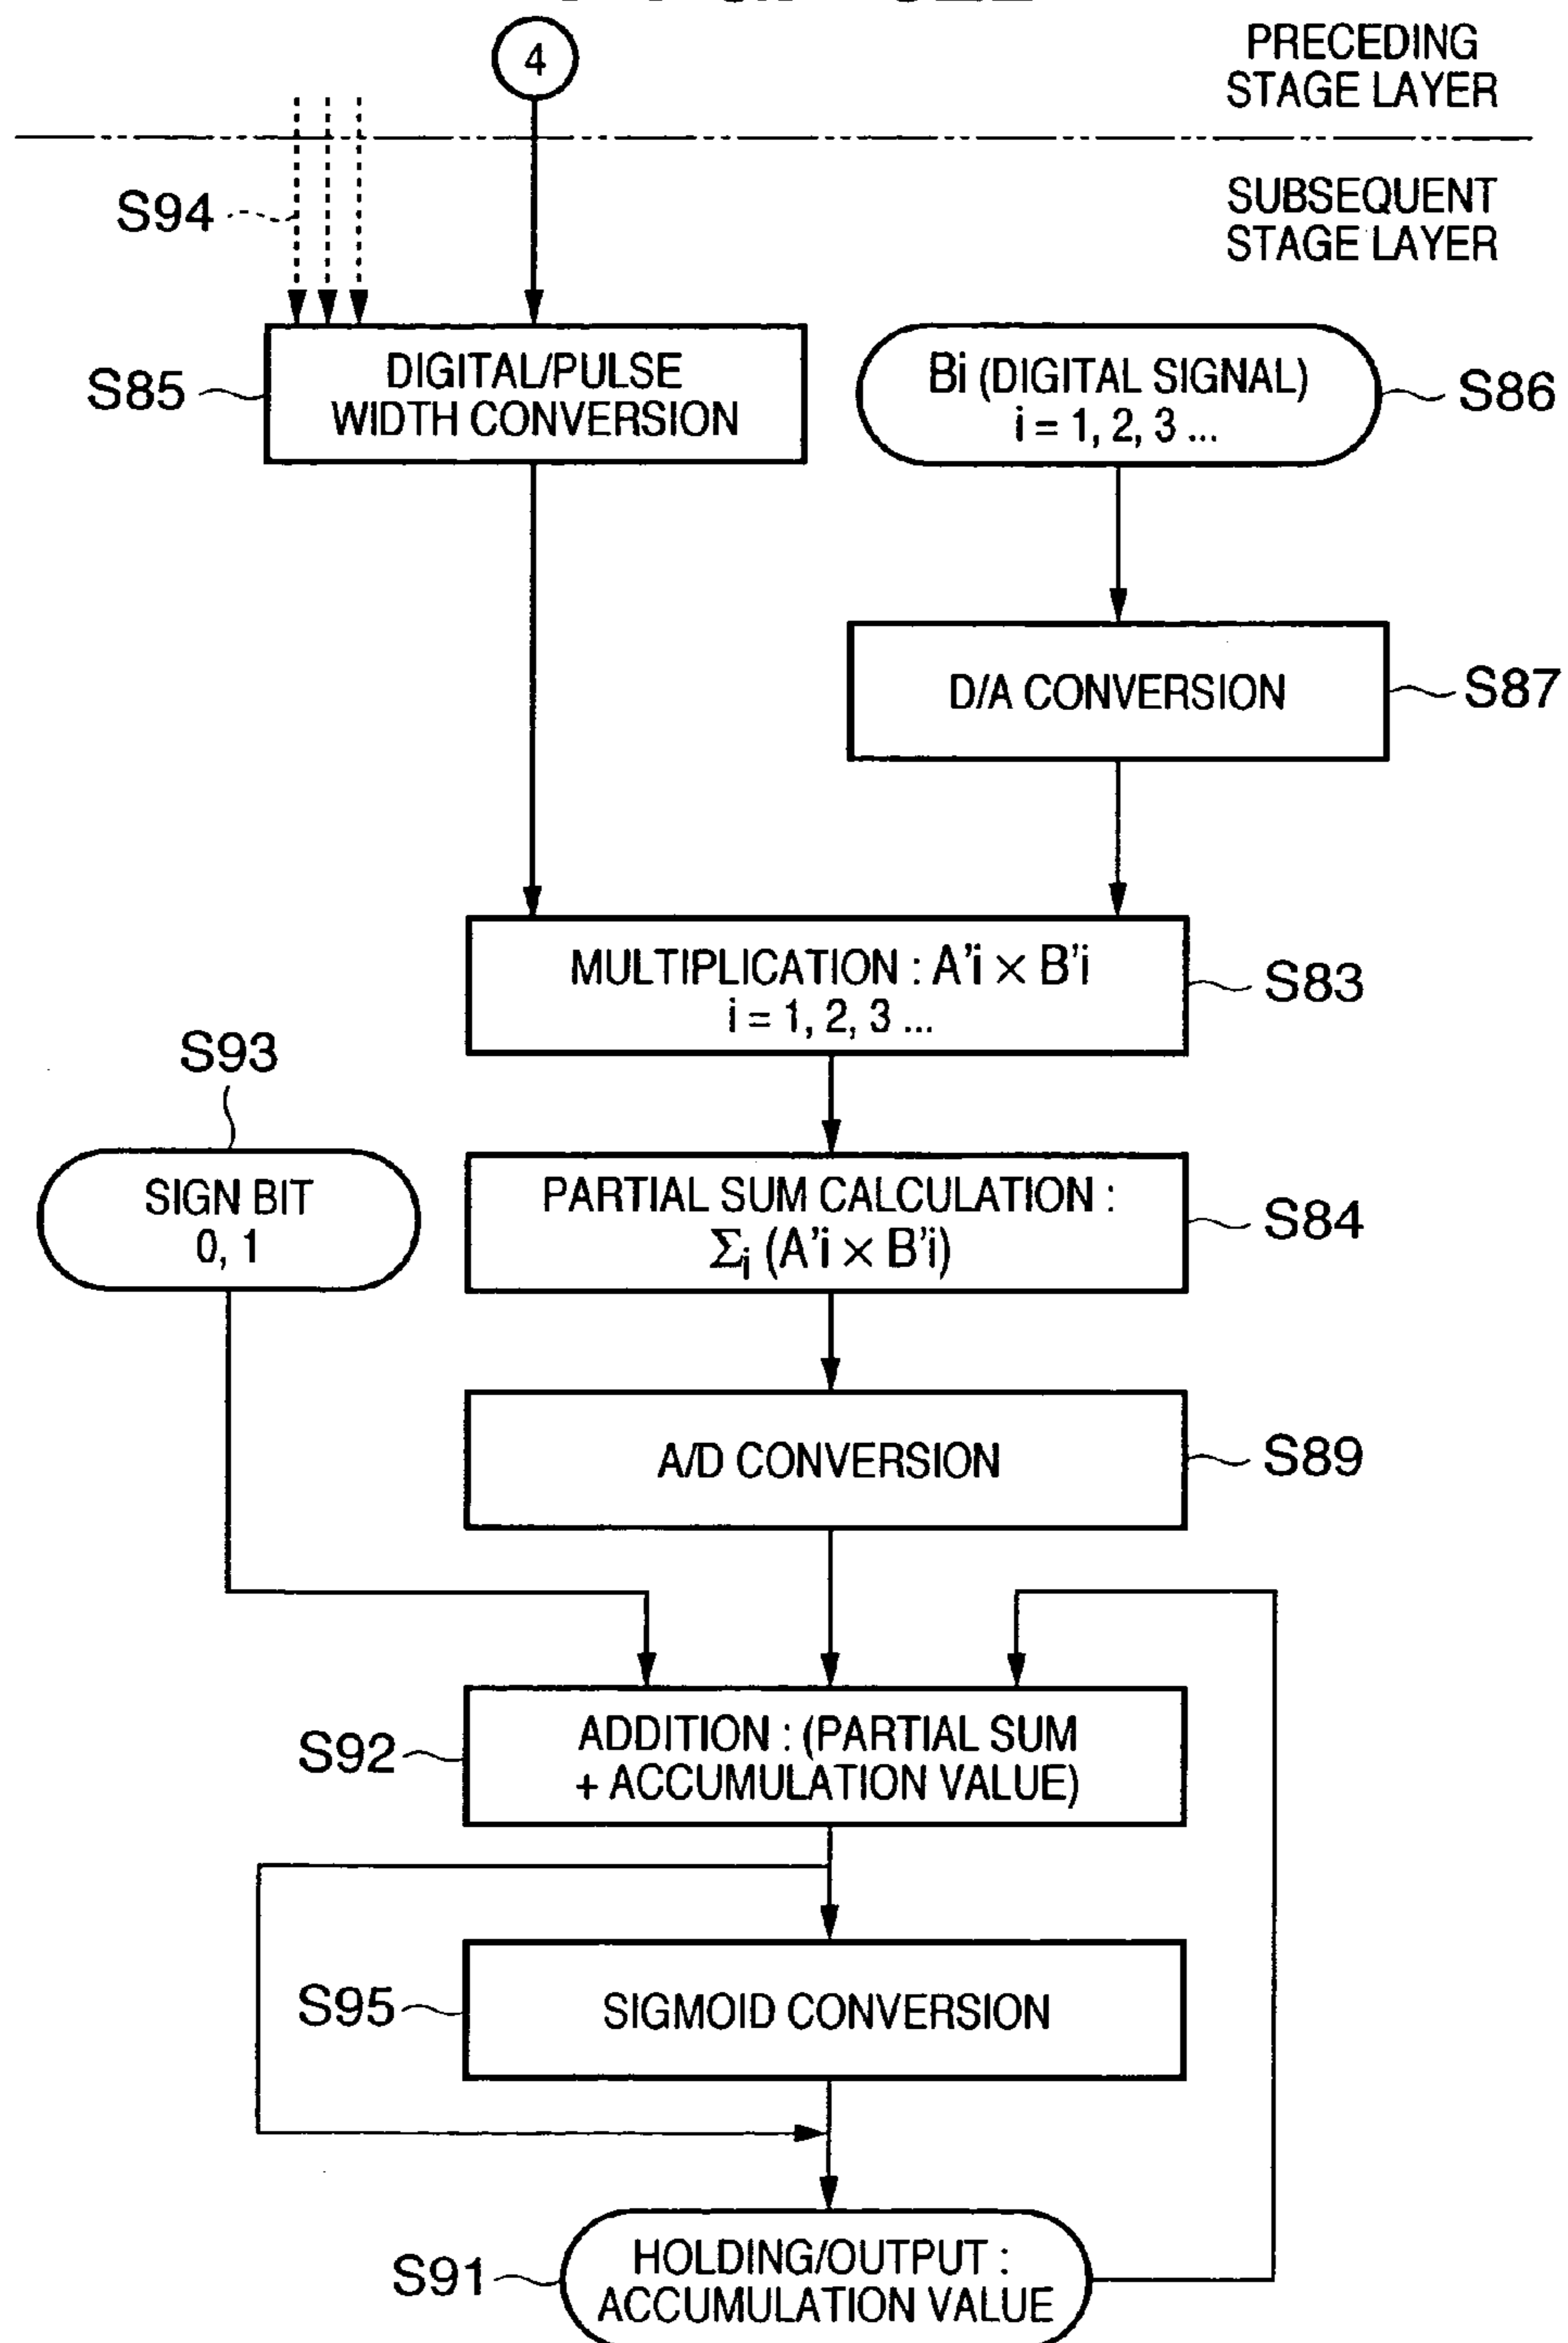 4
PRECEDING
STAGE LAYER
S94
SUBSEQUENT
STAGE LAYER
S85
DIGITAL/PULSE
WIDTH CONVERSION
Bi (DIGITAL SIGNAL)
i = 1, 2, 3 ...
S86
D/A CONVERSION
S87
MULTIPLICATION : A'i × B'i
i = 1, 2, 3 ...
S83
S93
SIGN BIT
0, 1
PARTIAL SUM CALCULATION :
Σi (A'i × B'i)
S84
A/D CONVERSION
S89
S92
ADDITION : (PARTIAL SUM
+ ACCUMULATION VALUE)
S95
SIGMOID CONVERSION
S91
HOLDING/OUTPUT :
ACCUMULATION VALUE